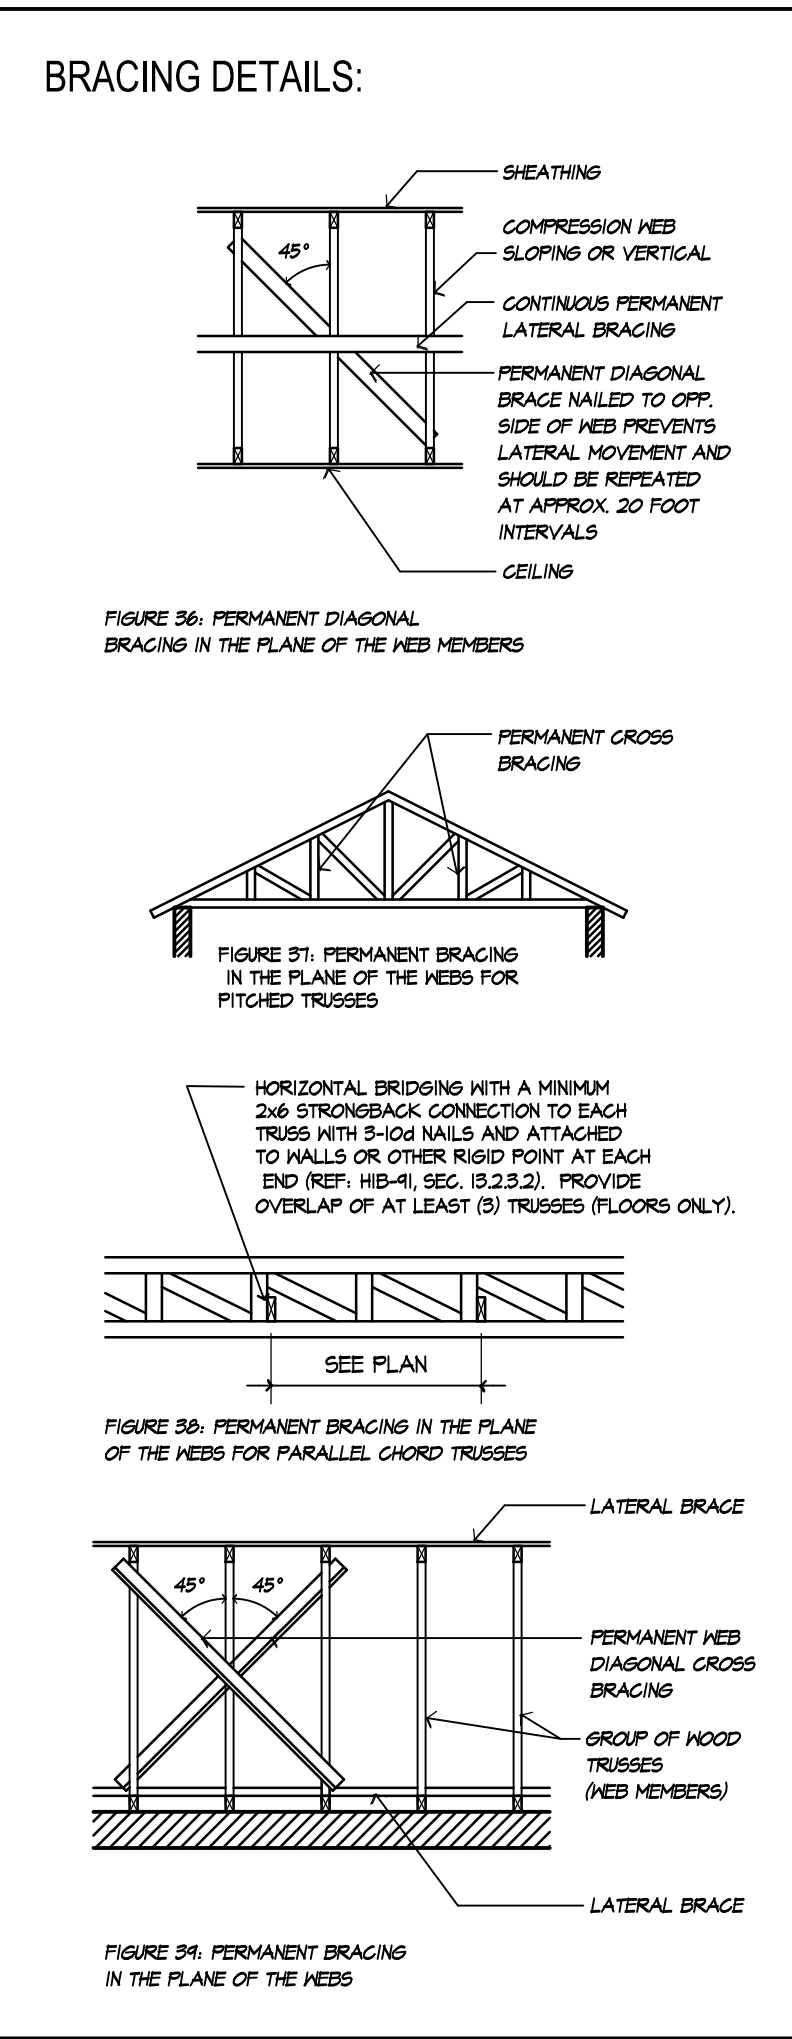 BRACING DETAILS:
SHEATHING
COMPRESSION WEB
SLOPING OR VERTICAL
45°
CONTINUOUS PERMANENT
LATERAL BRACING
PERMANENT DIAGONAL
BRACE NAILED TO OPP.
SIDE OF WEB PREVENTS
LATERAL MOVEMENT AND
SHOULD BE REPEATED
AT APPROX. 20 FOOT
INTERVALS
CEILING
FIGURE 36: PERMANENT DIAGONAL
BRACING IN THE PLANE OF THE WEB MEMBERS
PERMANENT CROSS
BRACING
FIGURE 37: PERMANENT BRACING
IN THE PLANE OF THE WEBS FOR
PITCHED TRUSSES
HORIZONTAL BRIDGING WITH A MINIMUM
2x6 STRONGBACK CONNECTION TO EACH
TRUSS WITH 3-10d NAILS AND ATTACHED
TO WALLS OR OTHER RIGID POINT AT EACH
END (REF: HIB-91, SEC. 13.2.3.2). PROVIDE
OVERLAP OF AT LEAST (3) TRUSSES (FLOORS ONLY).
SEE PLAN
FIGURE 38: PERMANENT BRACING IN THE PLANE
OF THE WEBS FOR PARALLEL CHORD TRUSSES
LATERAL BRACE
45° 45°
PERMANENT WEB
DIAGONAL CROSS
BRACING
GROUP OF WOOD
TRUSSES
(WEB MEMBERS)
LATERAL BRACE
FIGURE 39: PERMANENT BRACING
IN THE PLANE OF THE WEBS